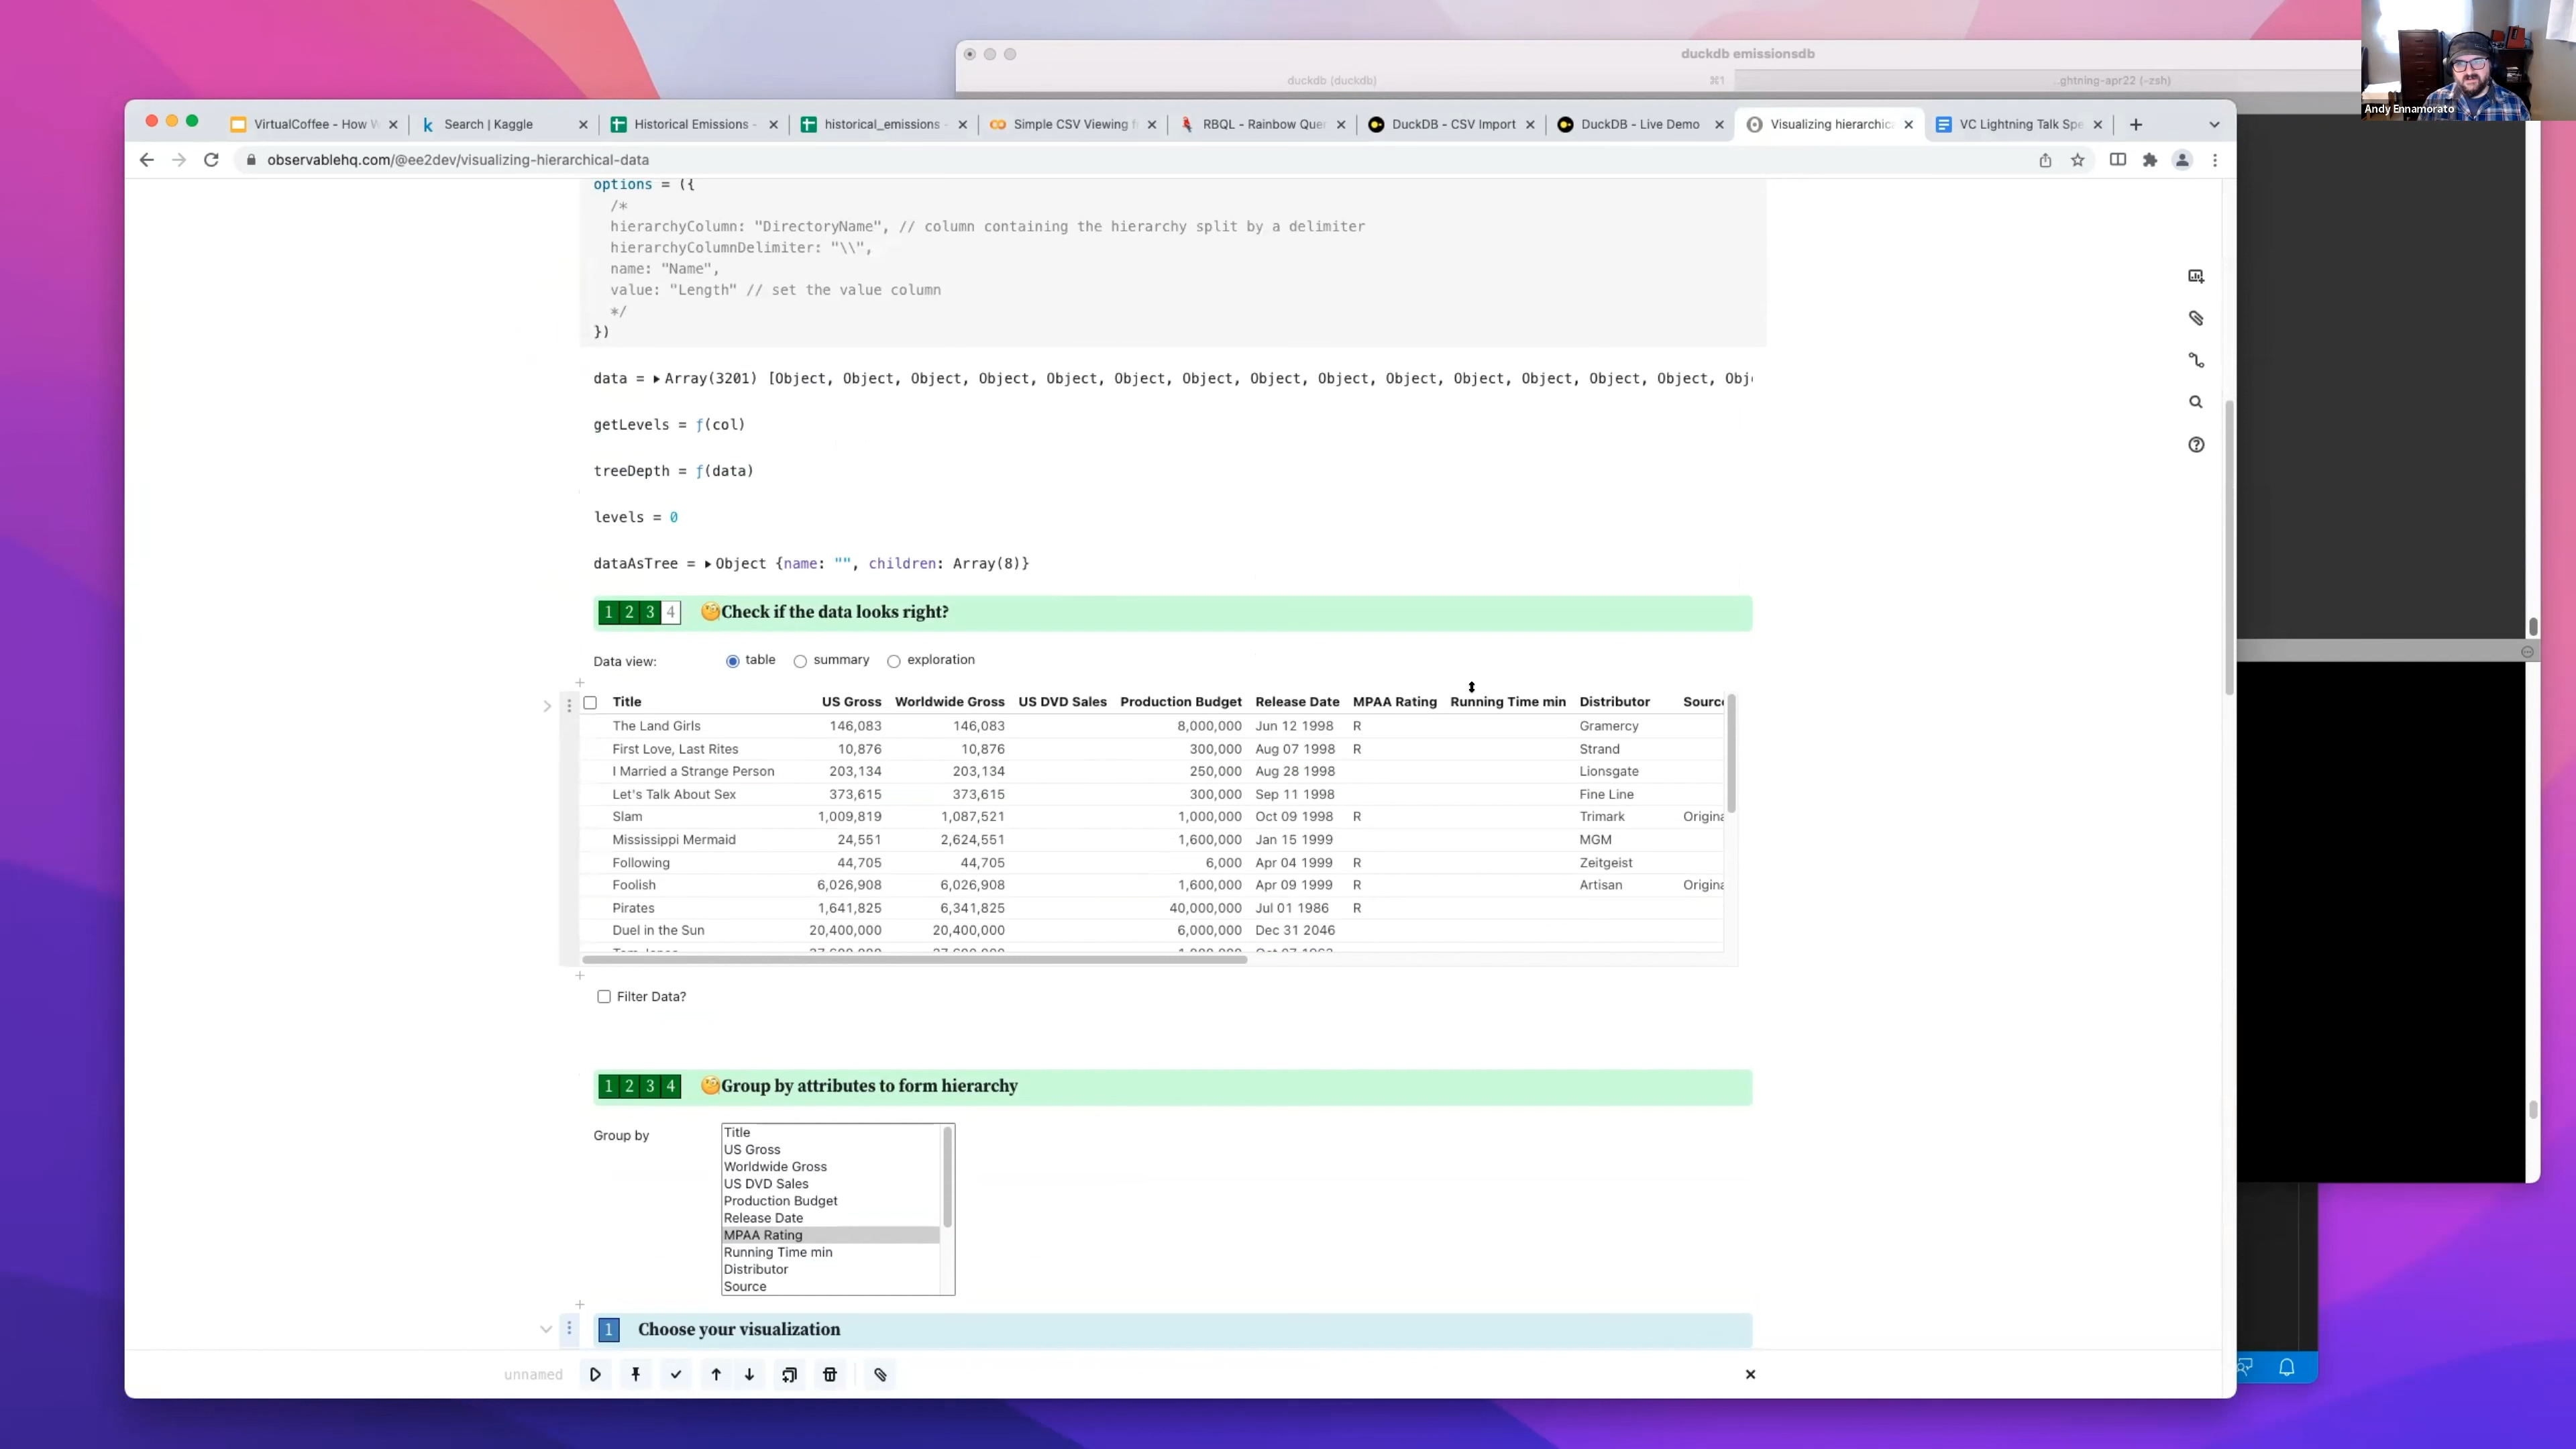 duckdb emissionsdb
duckdb (duckdb) ⌘1 ..ghtning-apr22 (-zsh)
Andy Ennamorato
VirtualCoffee - How W
Search | Kaggle
Historical Emissions -
historical_emissions -
Simple CSV Viewing f
RBQL - Rainbow Quer
DuckDB - CSV Import
DuckDB - Live Demo
Visualizing hierarchica
VC Lightning Talk Spe
observablehq.com/@ee2dev/visualizing-hierarchical-data
options = ({
/*
hierarchyColumn: "DirectoryName", // column containing the hierarchy split by a delimiter
hierarchyColumnDelimiter: "\\",
name: "Name",
value: "Length" // set the value column
*/
})
data = ▸Array(3201) [Object, Object, Object, Object, Object, Object, Object, Object, Object, Object, Object, Object, Object, Object, Obj
getLevels = ƒ(col)
treeDepth = ƒ(data)
levels = 0
dataAsTree = ▸Object {name: "", children: Array(8)}
1 2 3 4 🧐Check if the data looks right?
Data view: table summary exploration
Title US Gross Worldwide Gross US DVD Sales Production Budget Release Date MPAA Rating Running Time min Distributor Source
The Land Girls 146,083 146,083 8,000,000 Jun 12 1998 R Gramercy
First Love, Last Rites 10,876 10,876 300,000 Aug 07 1998 R Strand
I Married a Strange Person 203,134 203,134 250,000 Aug 28 1998 Lionsgate
Let's Talk About Sex 373,615 373,615 300,000 Sep 11 1998 Fine Line
Slam 1,009,819 1,087,521 1,000,000 Oct 09 1998 R Trimark Origina
Mississippi Mermaid 24,551 2,624,551 1,600,000 Jan 15 1999 MGM
Following 44,705 44,705 6,000 Apr 04 1999 R Zeitgeist
Foolish 6,026,908 6,026,908 1,600,000 Apr 09 1999 R Artisan Origina
Pirates 1,641,825 6,341,825 40,000,000 Jul 01 1986 R
Duel in the Sun 20,400,000 20,400,000 6,000,000 Dec 31 2046
Filter Data?
1 2 3 4 🧐Group by attributes to form hierarchy
Group by
Title
US Gross
Worldwide Gross
US DVD Sales
Production Budget
Release Date
MPAA Rating
Running Time min
Distributor
Source
1 Choose your visualization
unnamed